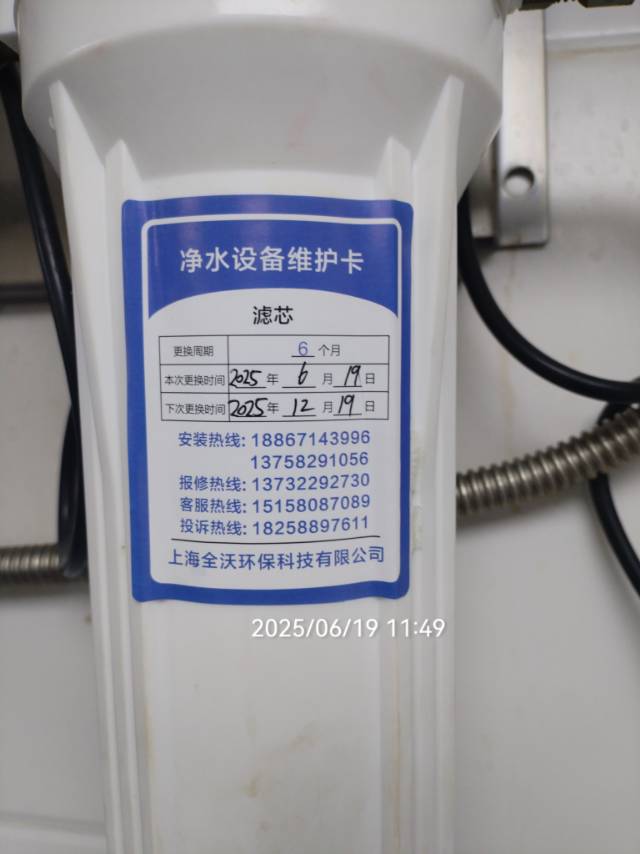 净水设备维护卡
滤芯
更换周期 6 个月
本次更换时间 2025 年 6 月 19 日
下次更换时间 2025 年 12 月 19 日
安装热线: 18867143996
13758291056
报修热线: 13732292730
客服热线: 15158087089
投诉热线: 18258897611
上海全沃环保科技有限公司
2025/06/19 11:49